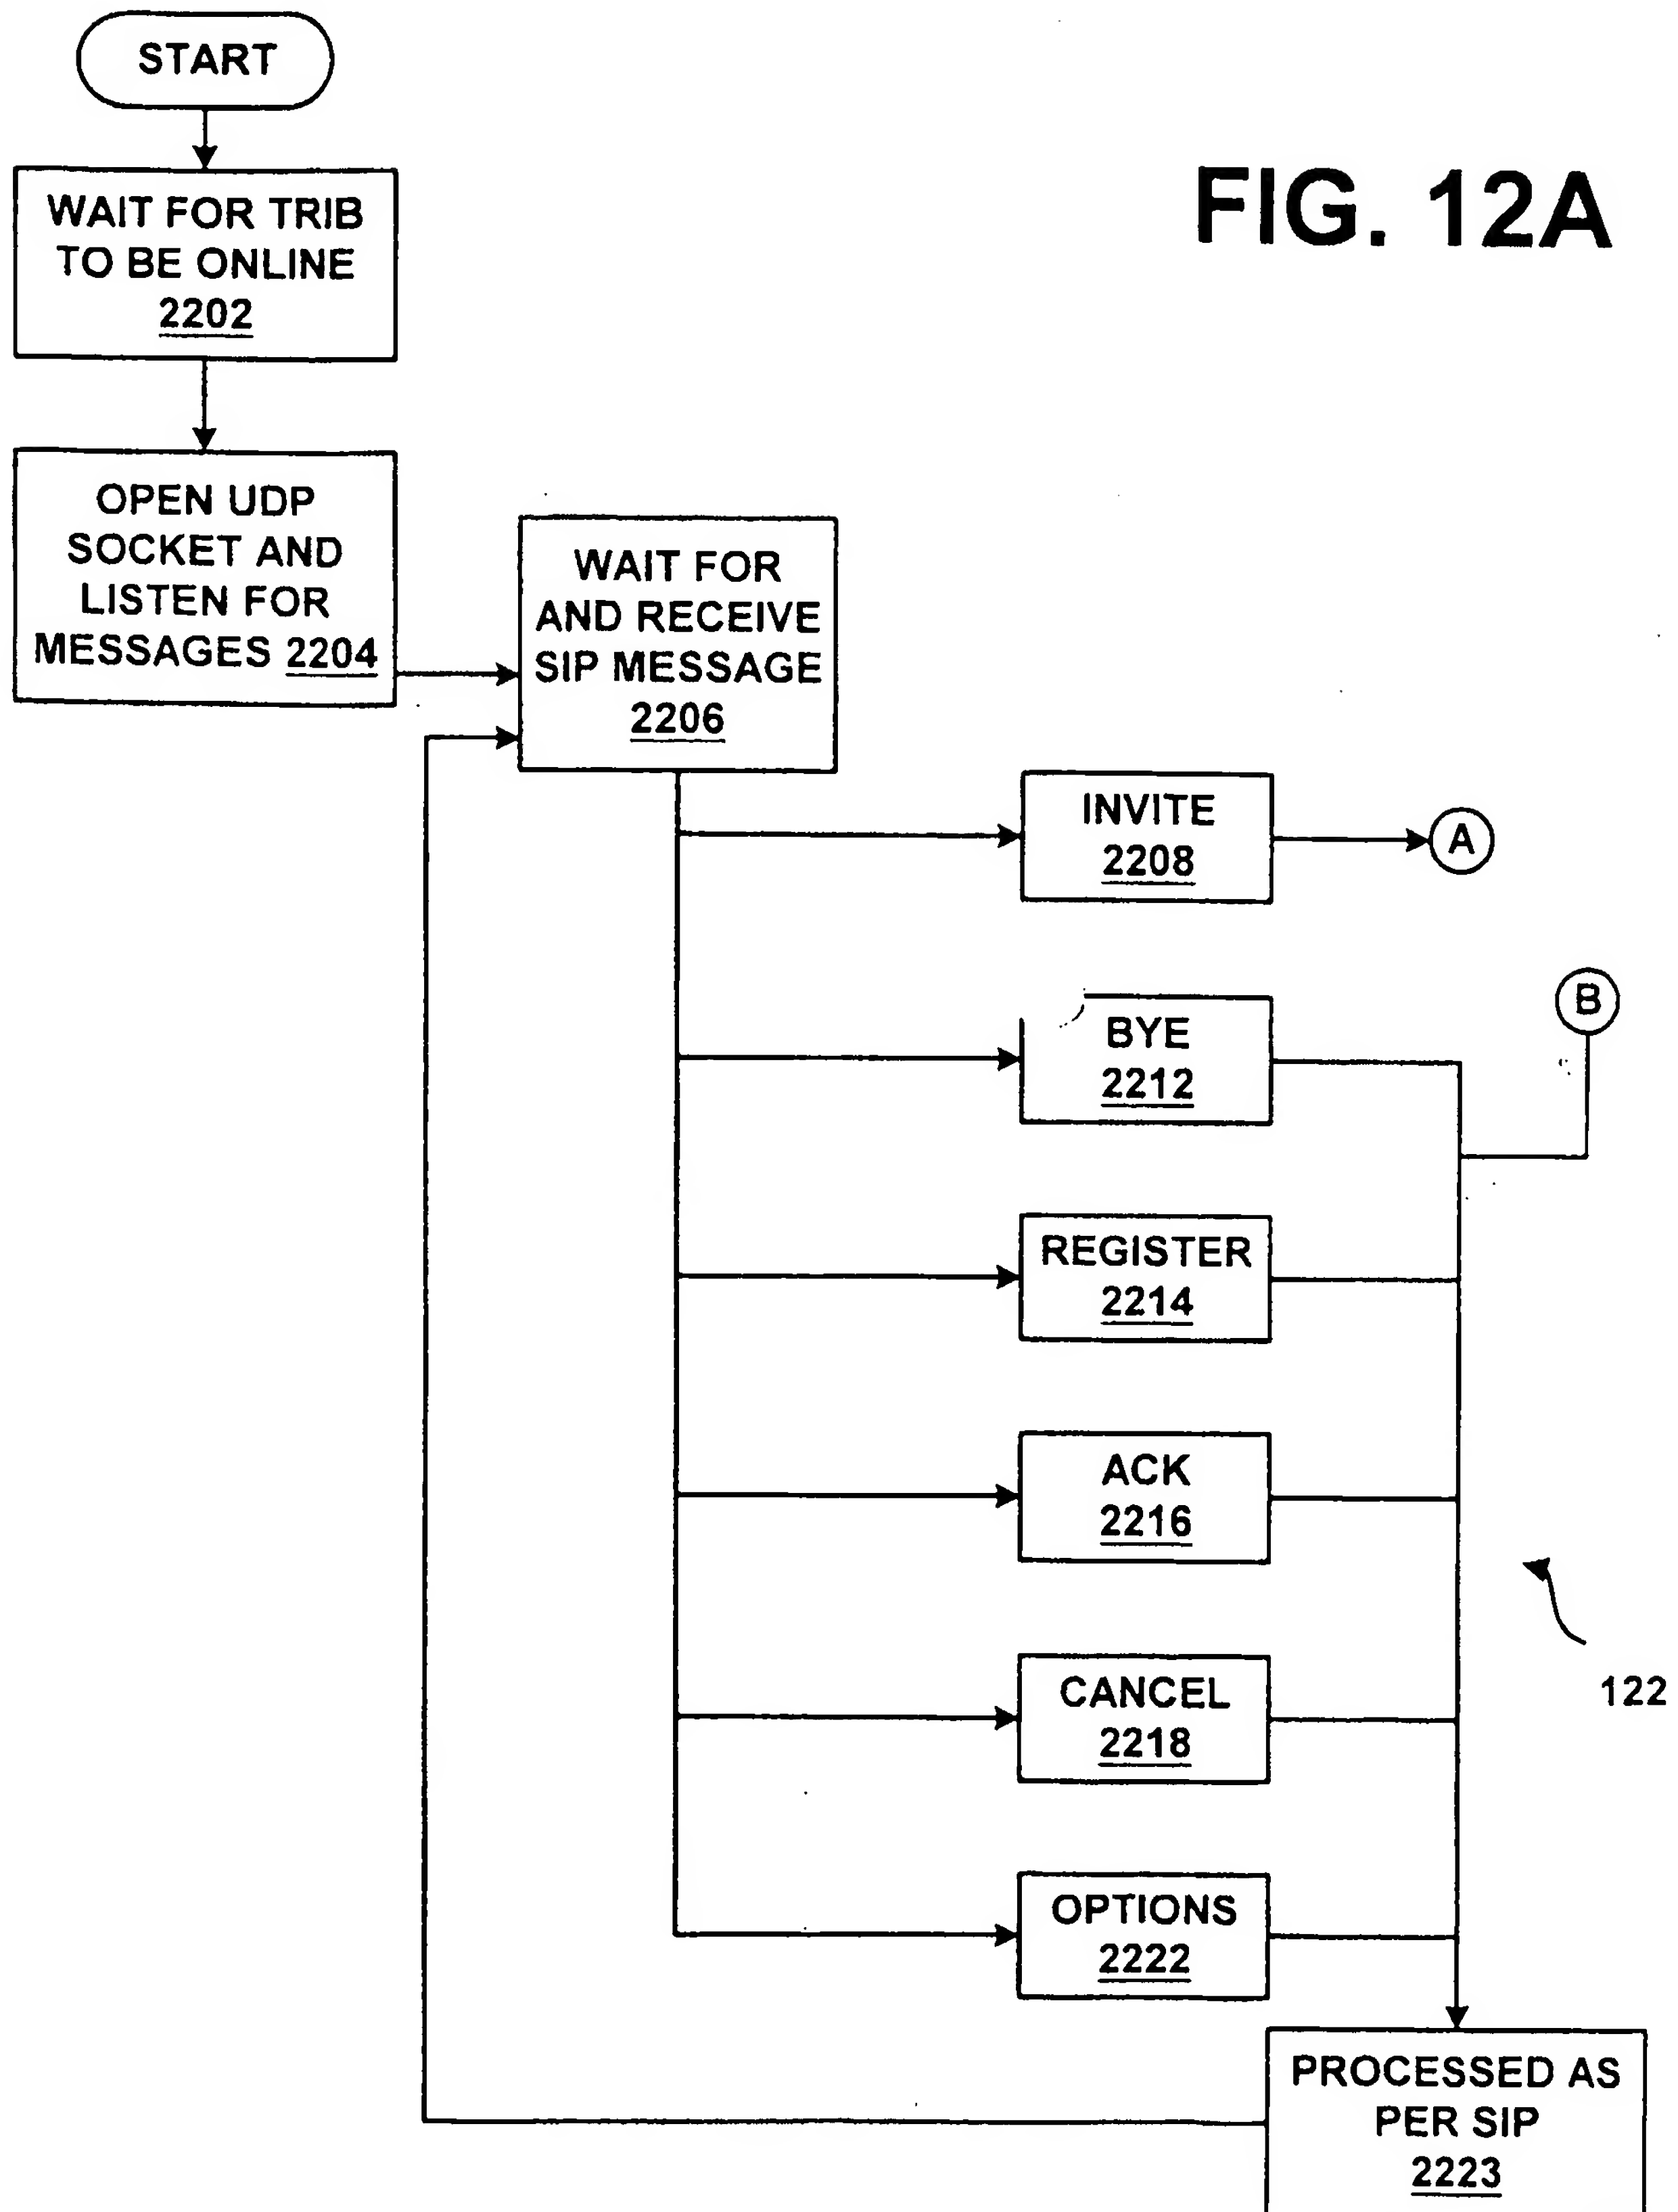 START
FIG. 12A
WAIT FOR TRIB
TO BE ONLINE
2202
OPEN UDP
SOCKET AND
LISTEN FOR
MESSAGES 2204
WAIT FOR
AND RECEIVE
SIP MESSAGE
2206
INVITE
2208
A
B
BYE
2212
REGISTER
2214
ACK
2216
122
CANCEL
2218
OPTIONS
2222
PROCESSED AS
PER SIP
2223